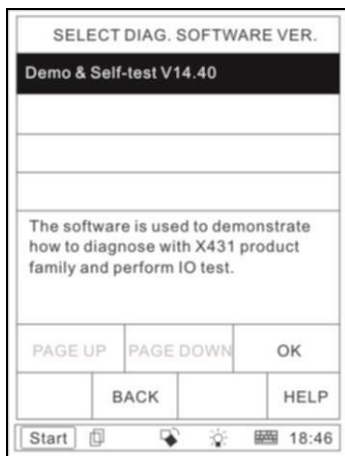 SELECT DIAG. SOFTWARE VER.
Demo & Self-test V14.40
The software is used to demonstrate
how to diagnose with X431 product
family and perform IO test.
PAGE UP PAGE DOWN OK
BACK HELP
Start 18:46